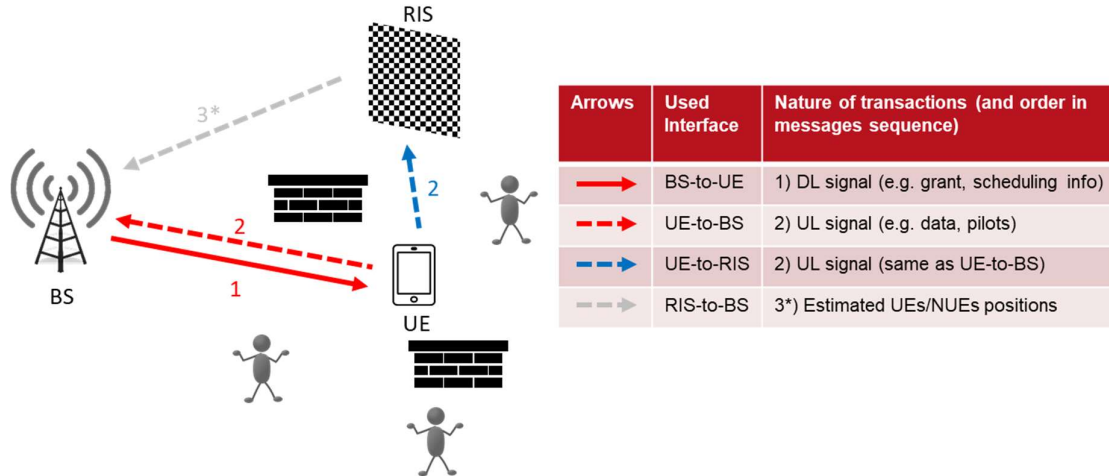 RIS
3*
2
2
1
BS
UE
Arrows
Used
Interface
Nature of transactions (and order in
messages sequence)
BS-to-UE
1) DL signal (e.g. grant, scheduling info)
UE-to-BS
2) UL signal (e.g. data, pilots)
UE-to-RIS
2) UL signal (same as UE-to-BS)
RIS-to-BS
3*) Estimated UEs/NUEs positions